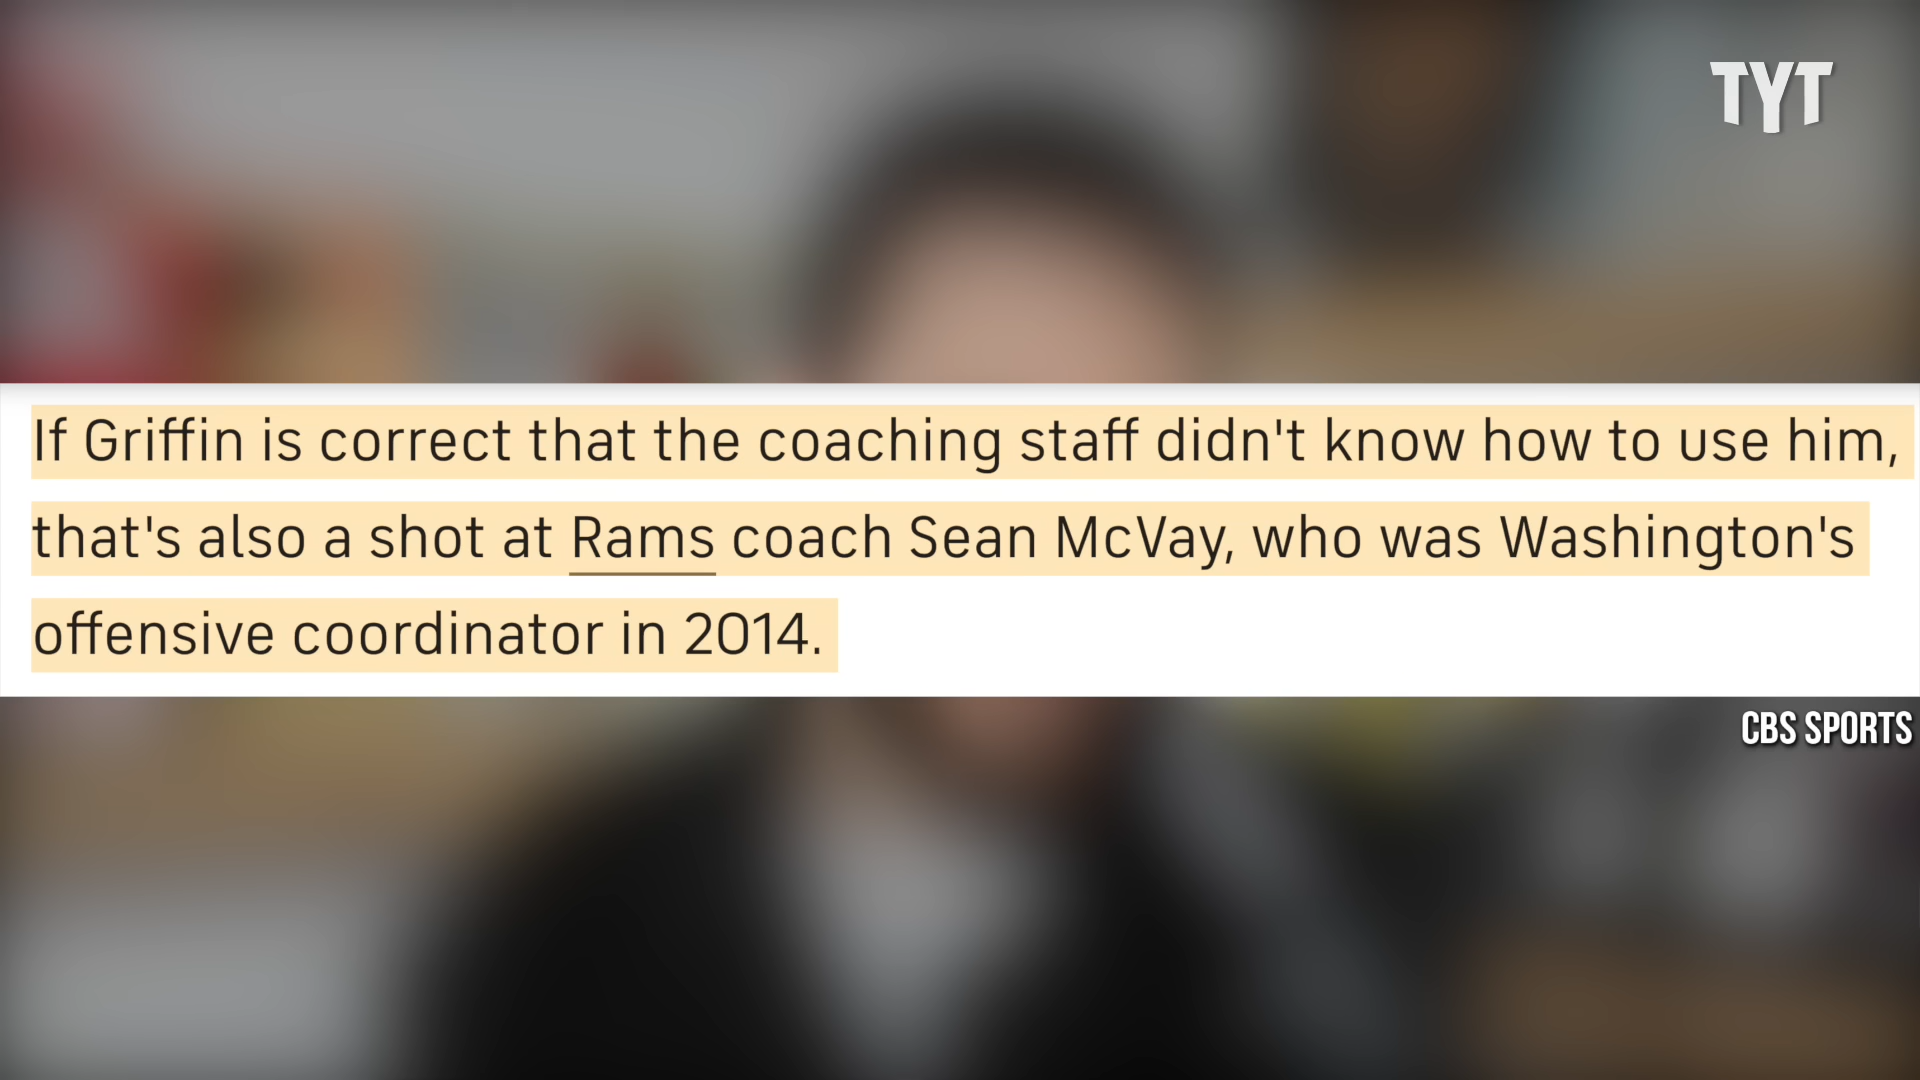 TYT
If Griffin is correct that the coaching staff didn't know how to use him,
that's also a shot at Rams coach Sean McVay, who was Washington's
offensive coordinator in 2014.
CBS SPORTS